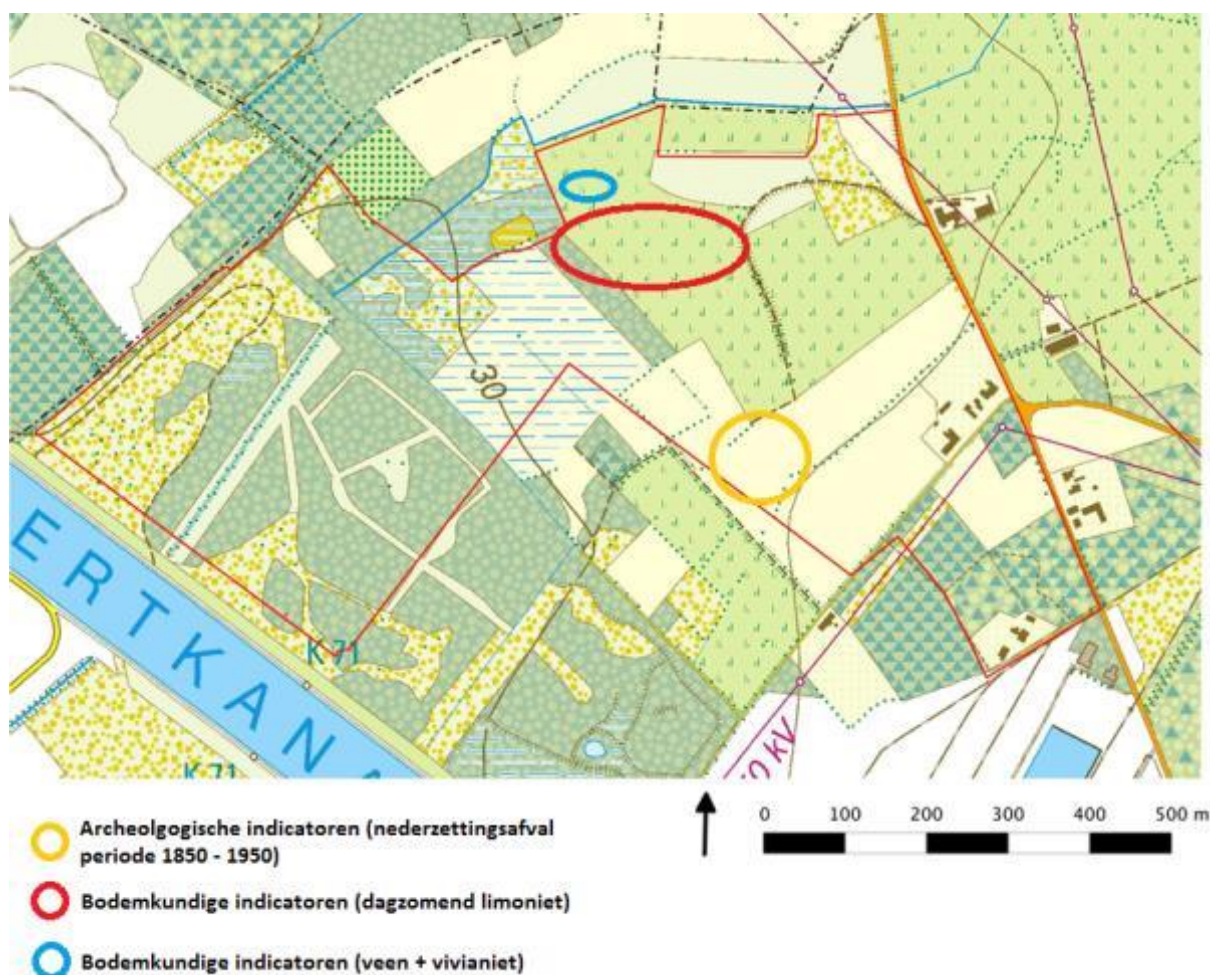 30
ERTKANA
K 71
K 71
0 kV
0 100 200 300 400 500 m
Archeolgogische indicatoren (nederzettingsafval
periode 1850 - 1950)
Bodemkundige indicatoren (dagzomend limoniet)
Bodemkundige indicatoren (veen + vivianiet)